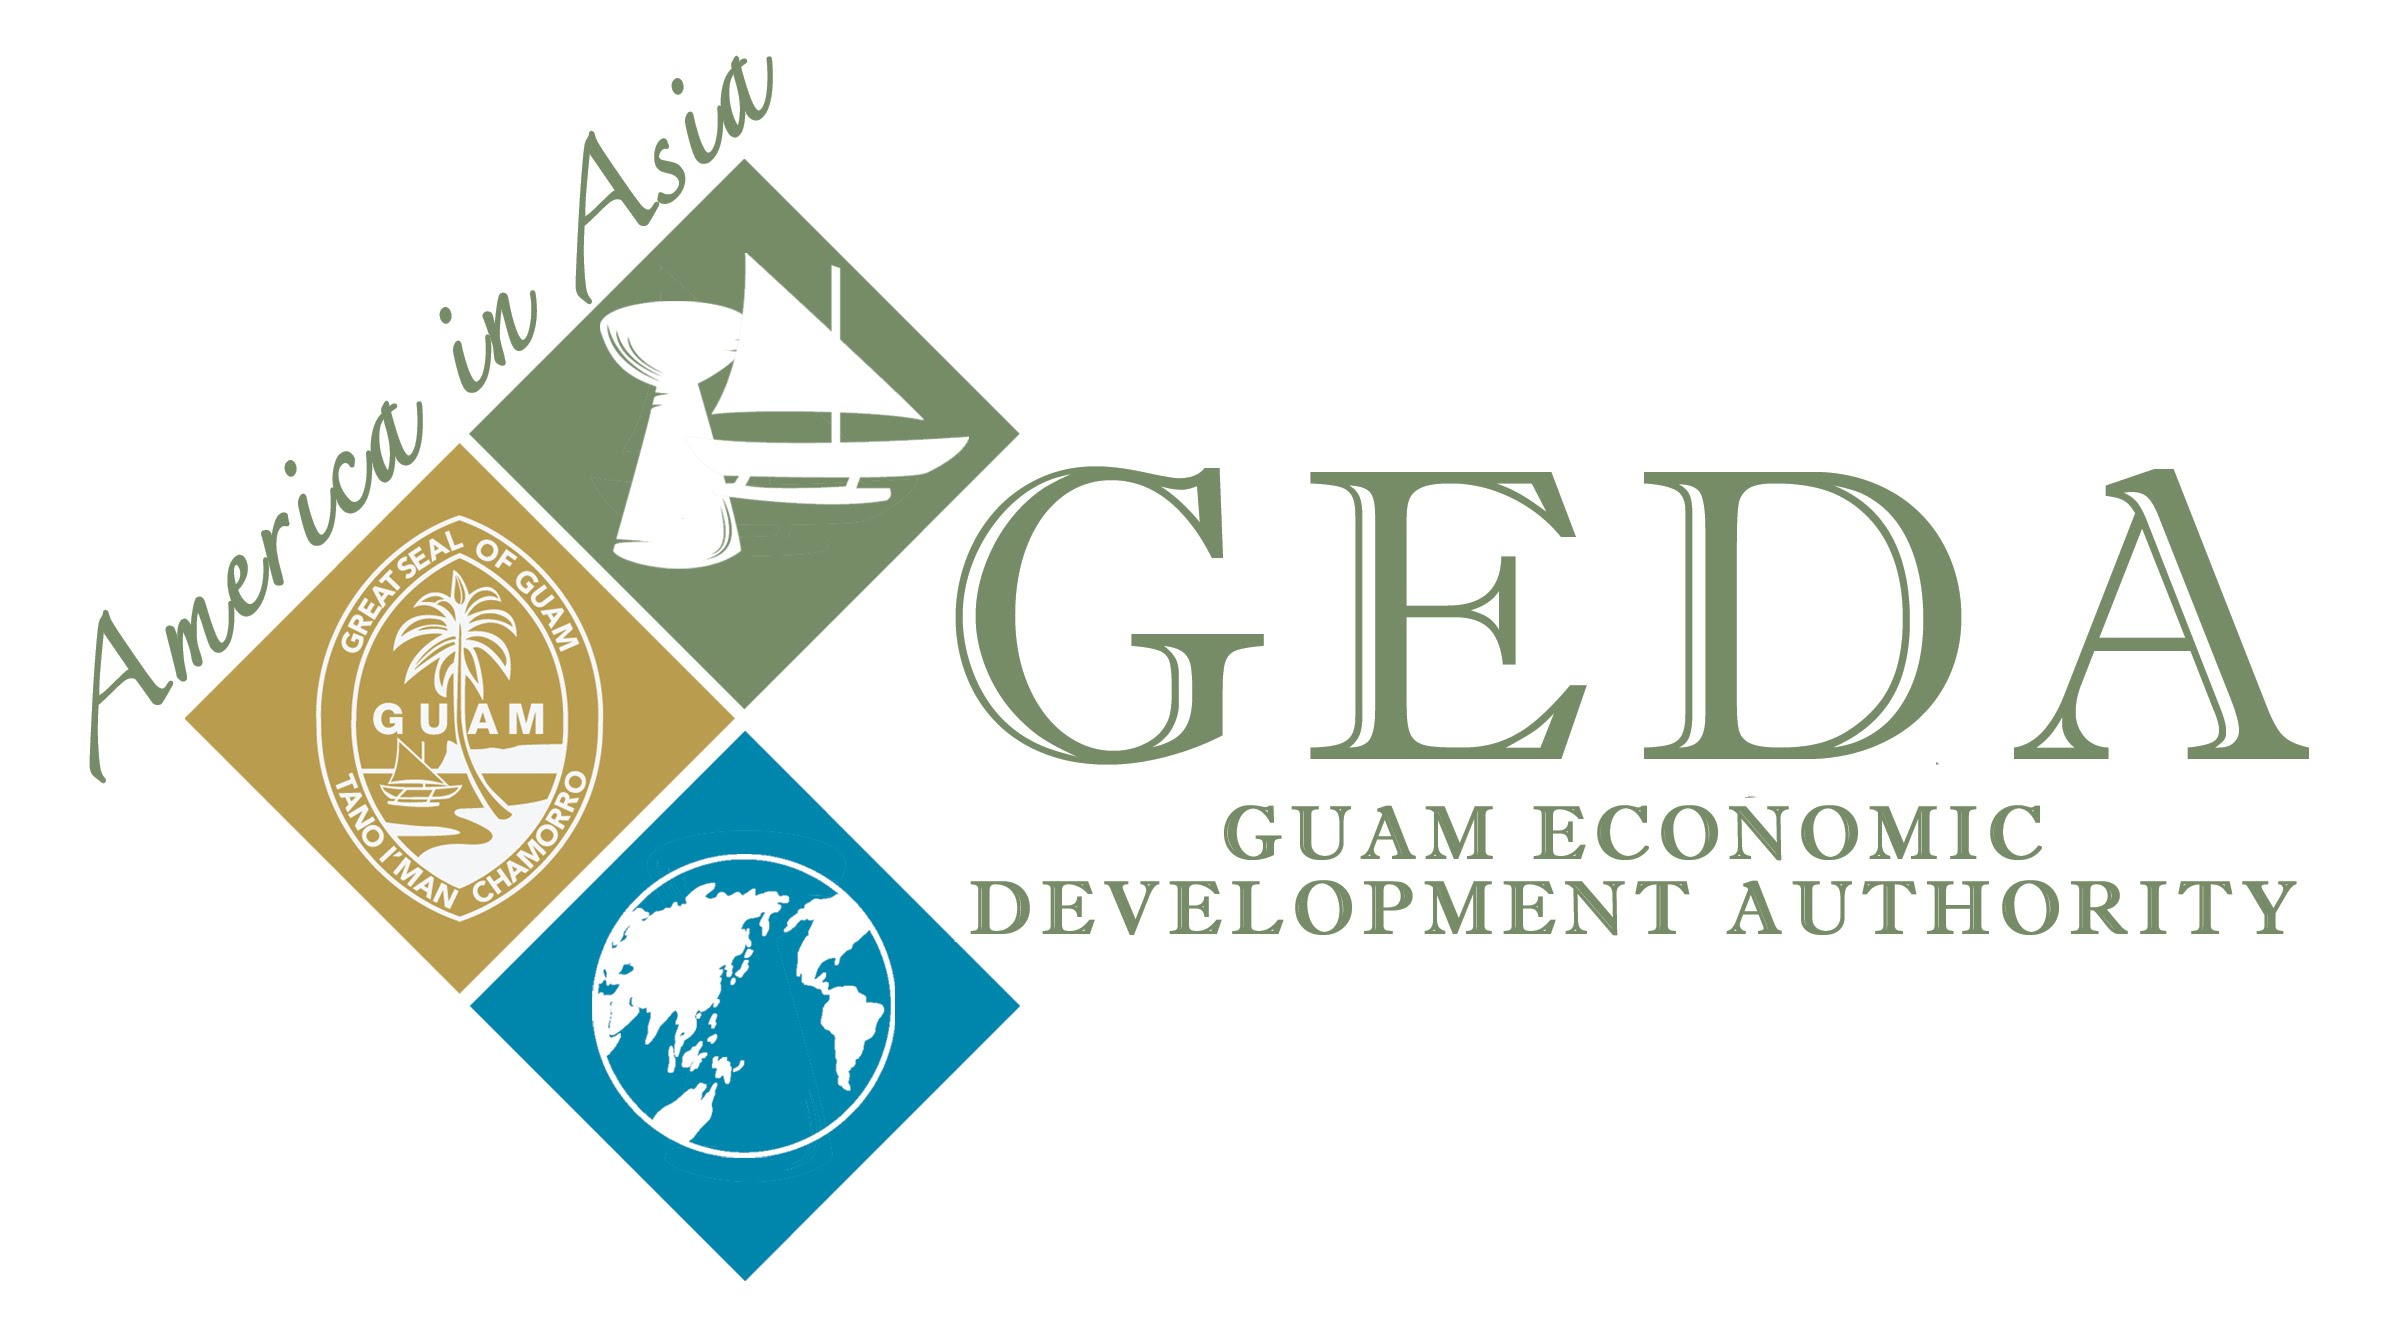 America in Asia
GREAT SEAL OF GUAM
GUAM
TANO I'MAN CHAMORRO
GEDA
GUAM ECONOMIC
DEVELOPMENT AUTHORITY